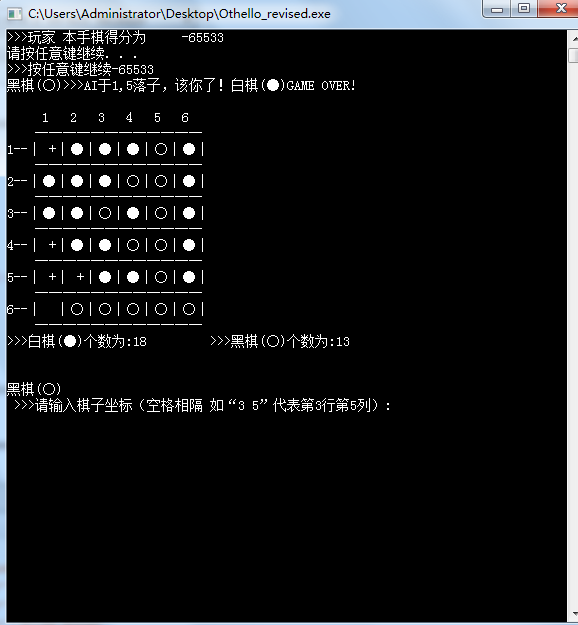 C:\Users\Administrator\Desktop\Othello_revised.exe
>>>玩家 本手棋得分为     -65533
请按任意键继续. . .
>>>按任意键继续-65533
黑棋(○)>>>AI于1,5落子，该你了！白棋(●)GAME OVER!
1  2  3  4  5  6
1-- | +|●|●|●|○|●|
2-- |●|●|●|○|○|●|
3-- |●|●|○|●|○|●|
4-- | +|●|●|○|○|●|
5-- | +| +|●|●|○|●|
6-- |  |○|○|○|○|○|
>>>白棋(●)个数为:18         >>>黑棋(○)个数为:13
黑棋(○)
>>>请输入棋子坐标（空格相隔 如“3 5”代表第3行第5列）: